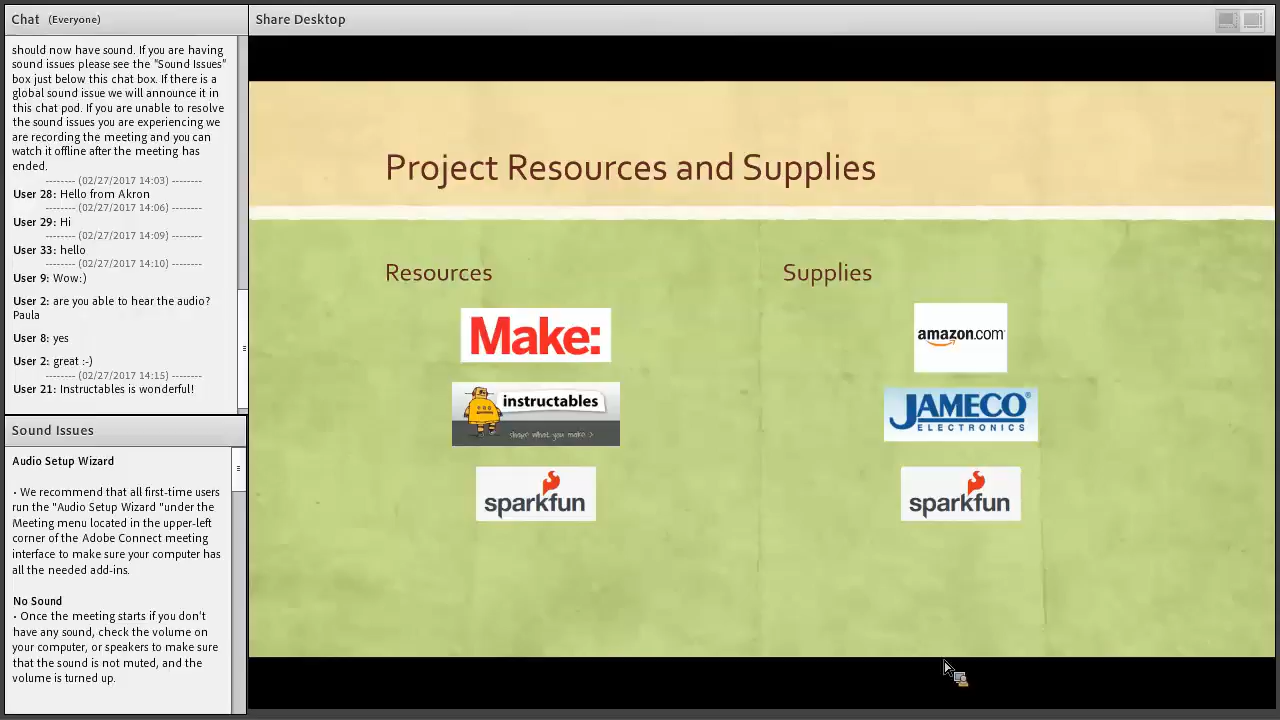 Chat (Everyone)
should now have sound. If you are having
sound issues please see the "Sound Issues"
box just below this chat box. If there is a
global sound issue we will announce it in
this chat pod. If you are unable to resolve
the sound issues you are experiencing we
are recording the meeting and you can
watch it offline after the meeting has
ended.
-------- (02/27/2017 14:03) --------
User 28: Hello from Akron
-------- (02/27/2017 14:06) --------
User 29: Hi
-------- (02/27/2017 14:09) --------
User 33: hello
-------- (02/27/2017 14:10) --------
User 9: Wow:)
User 2: are you able to hear the audio?
Paula
User 8: yes
User 2: great :-)
-------- (02/27/2017 14:15) --------
User 21: Instructables is wonderful!
Sound Issues
Audio Setup Wizard
• We recommend that all first-time users
run the "Audio Setup Wizard "under the
Meeting menu located in the upper-left
corner of the Adobe Connect meeting
interface to make sure your computer has
all the needed add-ins.
No Sound
• Once the meeting starts if you don't
have any sound, check the volume on
your computer, or speakers to make sure
that the sound is not muted, and the
volume is turned up.
Share Desktop
Project Resources and Supplies
Resources
Make:
instructables
share what you make >
sparkfun
Supplies
amazon.com
JAMECO®
ELECTRONICS
sparkfun